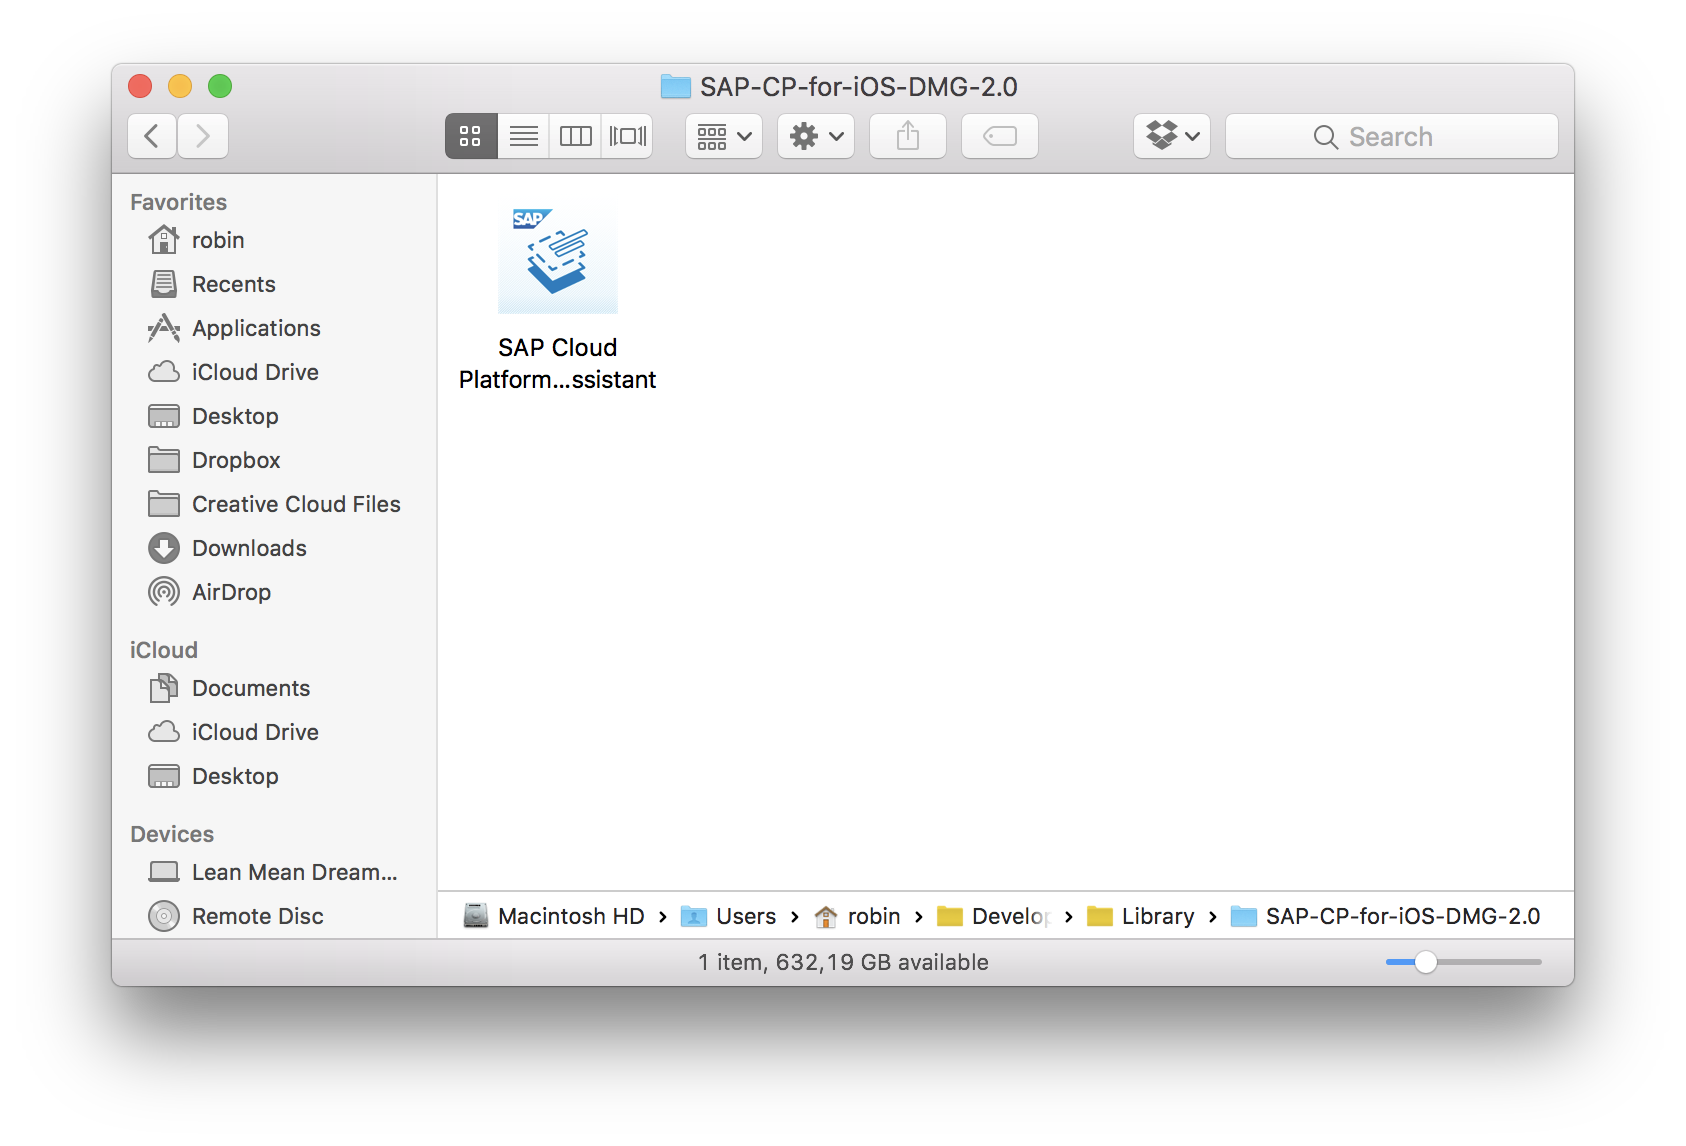 SAP-CP-for-iOS-DMG-2.0
Search
Favorites
robin
Recents
Applications
iCloud Drive
Desktop
Dropbox
Creative Cloud Files
Downloads
AirDrop
iCloud
Documents
iCloud Drive
Desktop
Devices
Lean Mean Dream...
Remote Disc
SAP
SAP Cloud
Platform...ssistant
Macintosh HD › Users › robin › Develop › Library › SAP-CP-for-iOS-DMG-2.0
1 item, 632,19 GB available